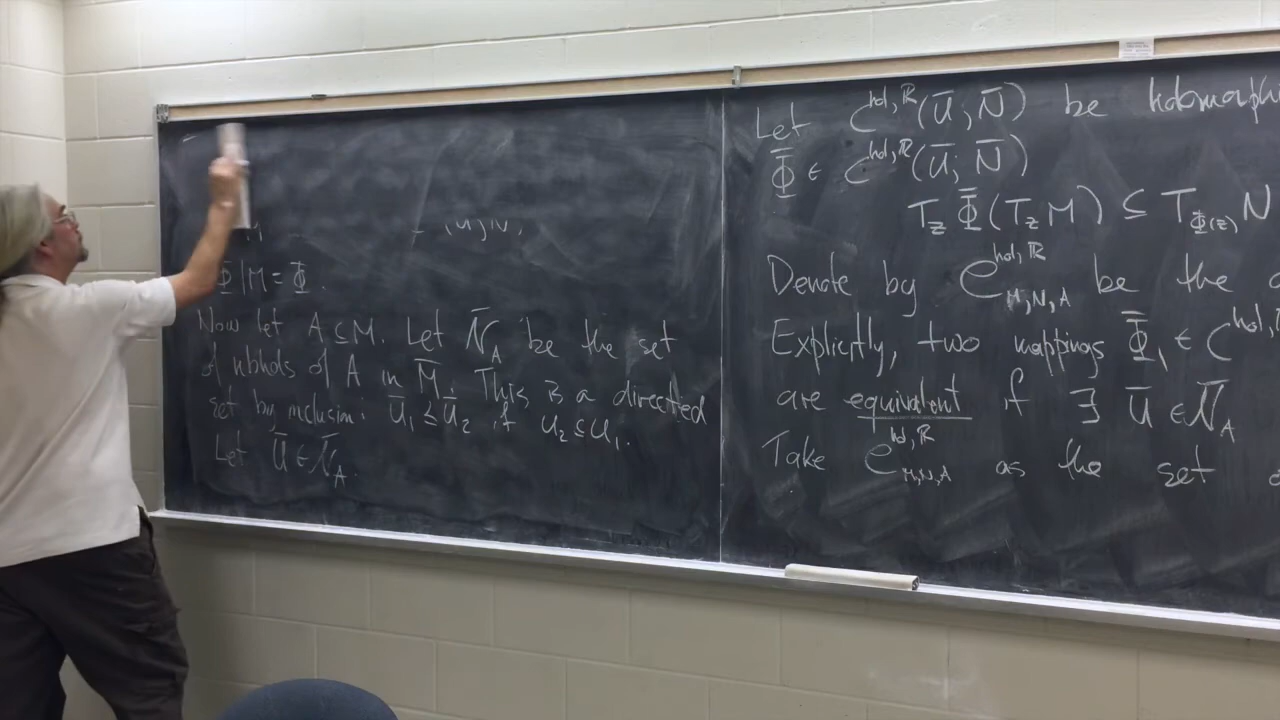 (U;N)
Φ̄|M = Φ.
Now let A ⊆ M. Let N̄_A be the set
of nbhds of A in M̄. This is a directed
set by inclusion: Ū₁ ≤ Ū₂ if U₂ ⊆ U₁.
Let Ū ∈ N̄_A.
Let C^{hol,ℝ}(Ū; N̄) be holomorphi
Φ̄ ∈ C^{hol,ℝ}(Ū; N̄)
T_z Φ̄(T_z M) ⊆ T_{Φ̄(z)} N
Denote by 𝒞^{hol,ℝ}_{M,N,A} be the
Explicitly, two mappings Φ̄₁ ∈ C^{hol,
are equivalent if ∃ Ū ∈ N̄_A
Take 𝒞^{hol,ℝ}_{M,N,A} as the set